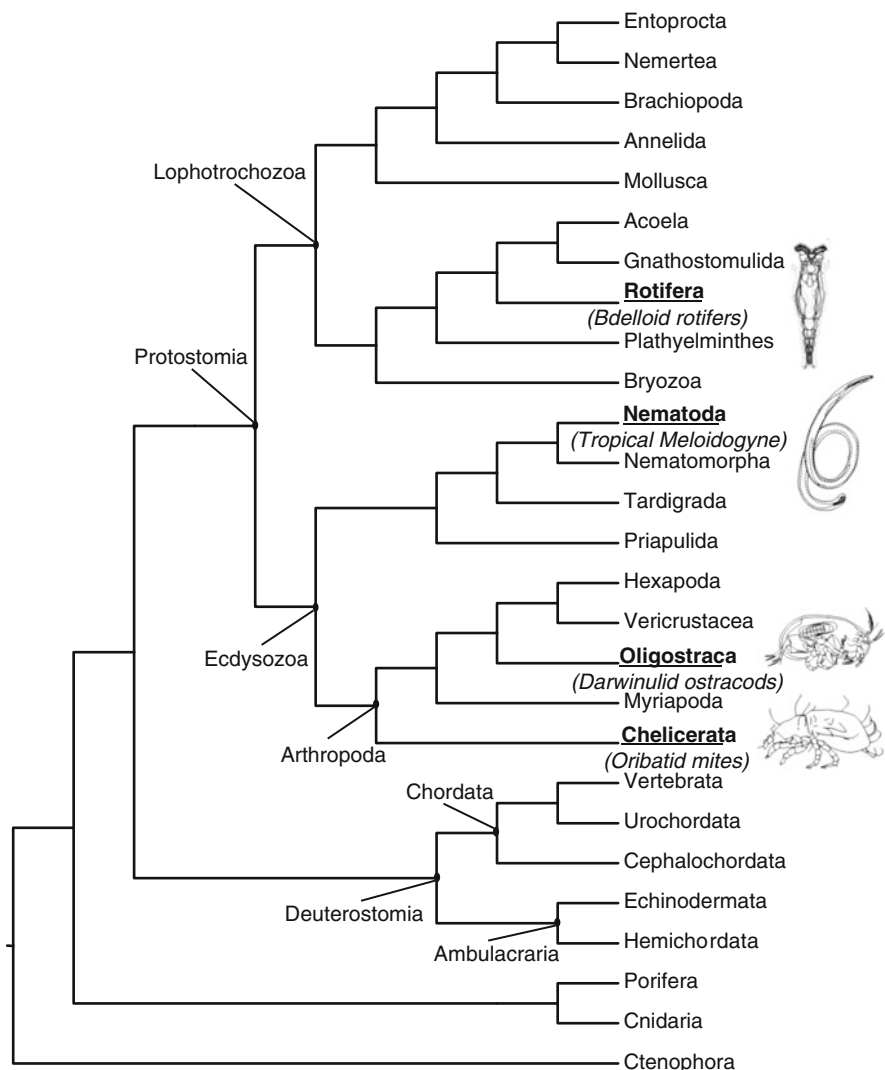 Entoprocta
Nemertea
Brachiopoda
Annelida
Lophotrochozoa
Mollusca
Acoela
Gnathostomulida
Rotifera
(Bdelloid rotifers)
Protostomia
Plathyelminthes
Bryozoa
Nematoda
(Tropical Meloidogyne)
Nematomorpha
Tardigrada
Priapulida
Hexapoda
Vericrustacea
Ecdysozoa
Oligostraca
(Darwinulid ostracods)
Myriapoda
Arthropoda
Chelicerata
(Oribatid mites)
Vertebrata
Chordata
Urochordata
Cephalochordata
Echinodermata
Deuterostomia
Hemichordata
Ambulacraria
Porifera
Cnidaria
Ctenophora